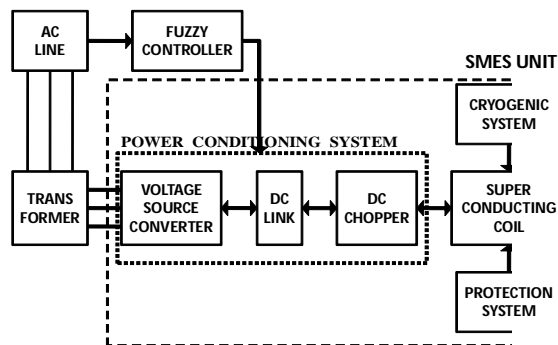 AC
LINE
FUZZY
CONTROLLER
SMES UNIT
CRYOGENIC
SYSTEM
POWER CONDITIONING SYSTEM
TRANS
FORMER
VOLTAGE
SOURCE
CONVERTER
DC
LINK
DC
CHOPPER
SUPER
CONDUCTING
COIL
PROTECTION
SYSTEM